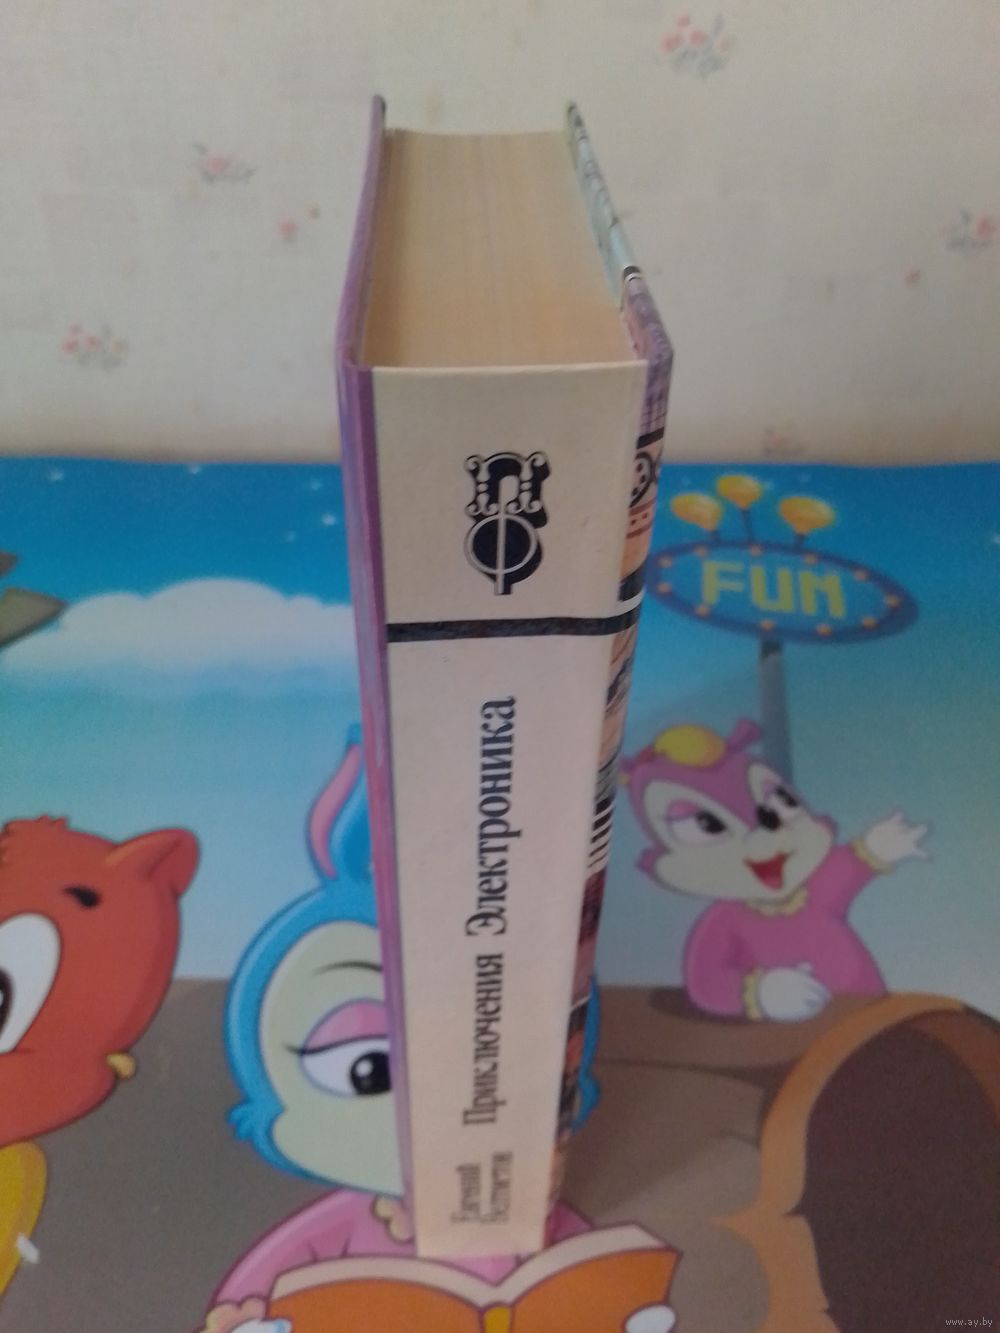 Евгений
Велтистов
Приключения Электроника
FUN
www.ay.by